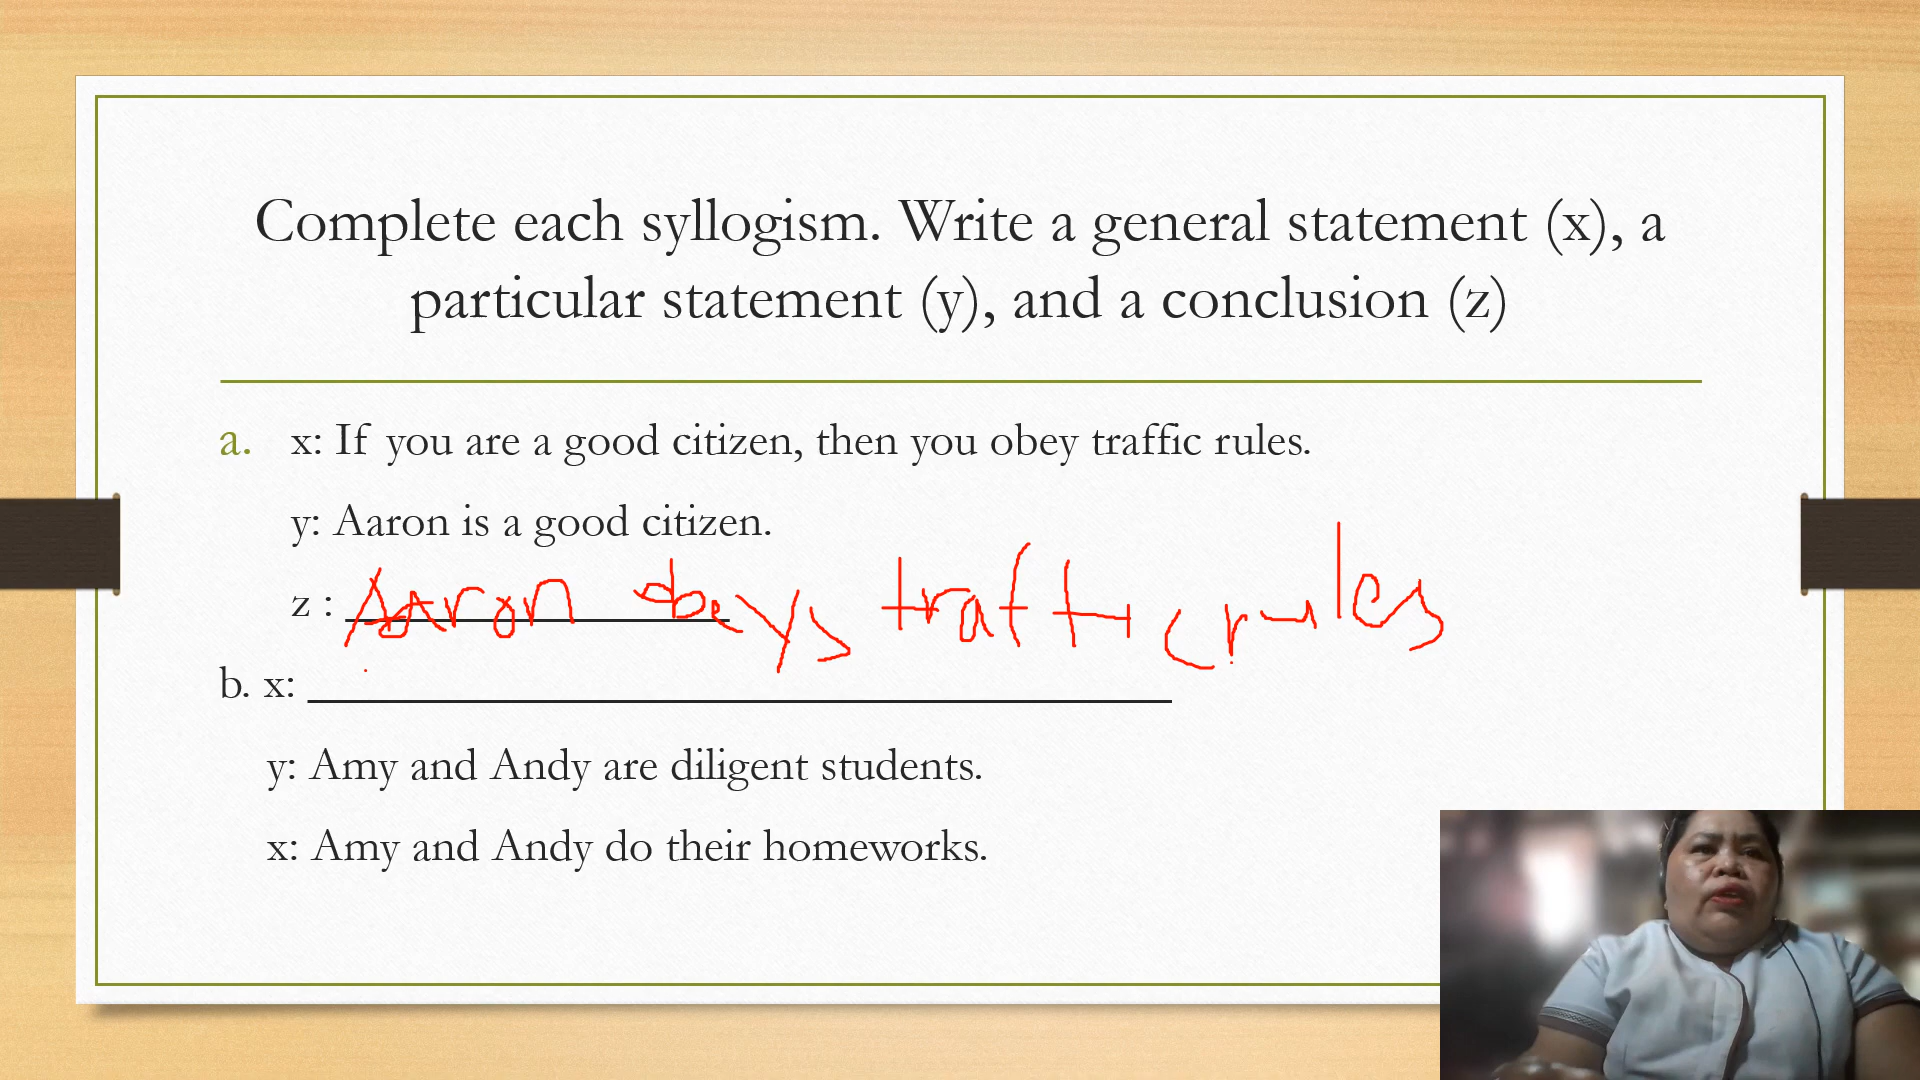 Complete each syllogism. Write a general statement (x), a
particular statement (y), and a conclusion (z)
a. x: If you are a good citizen, then you obey traffic rules.
y: Aaron is a good citizen.
z : Aaron obeys traffic rules
b. x:
y: Amy and Andy are diligent students.
x: Amy and Andy do their homeworks.